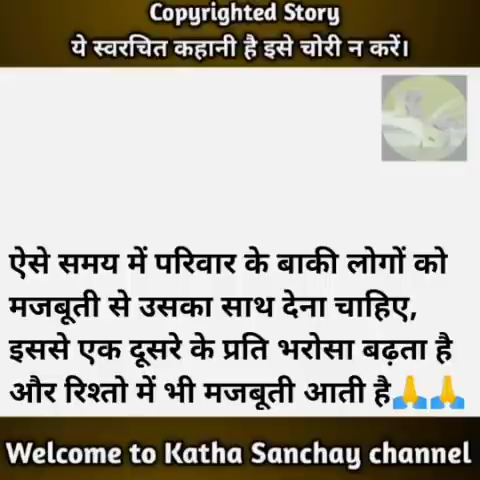 Copyrighted Story
ये स्वरचित कहानी है इसे चोरी न करें।
ऐसे समय में परिवार के बाकी लोगों को
मजबूती से उसका साथ देना चाहिए,
इससे एक दूसरे के प्रति भरोसा बढ़ता है
और रिश्तो में भी मजबूती आती है🙏🙏
Welcome to Katha Sanchay channel